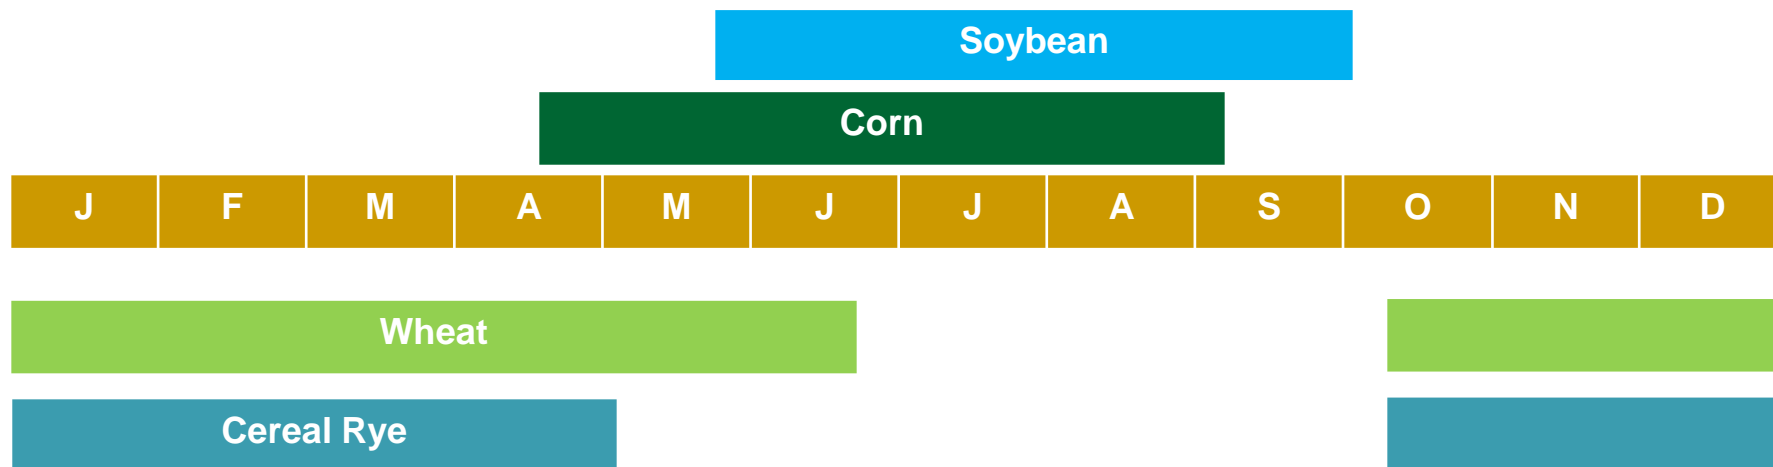 Soybean
Corn
J F M A M J J A S O N D
Wheat
Cereal Rye